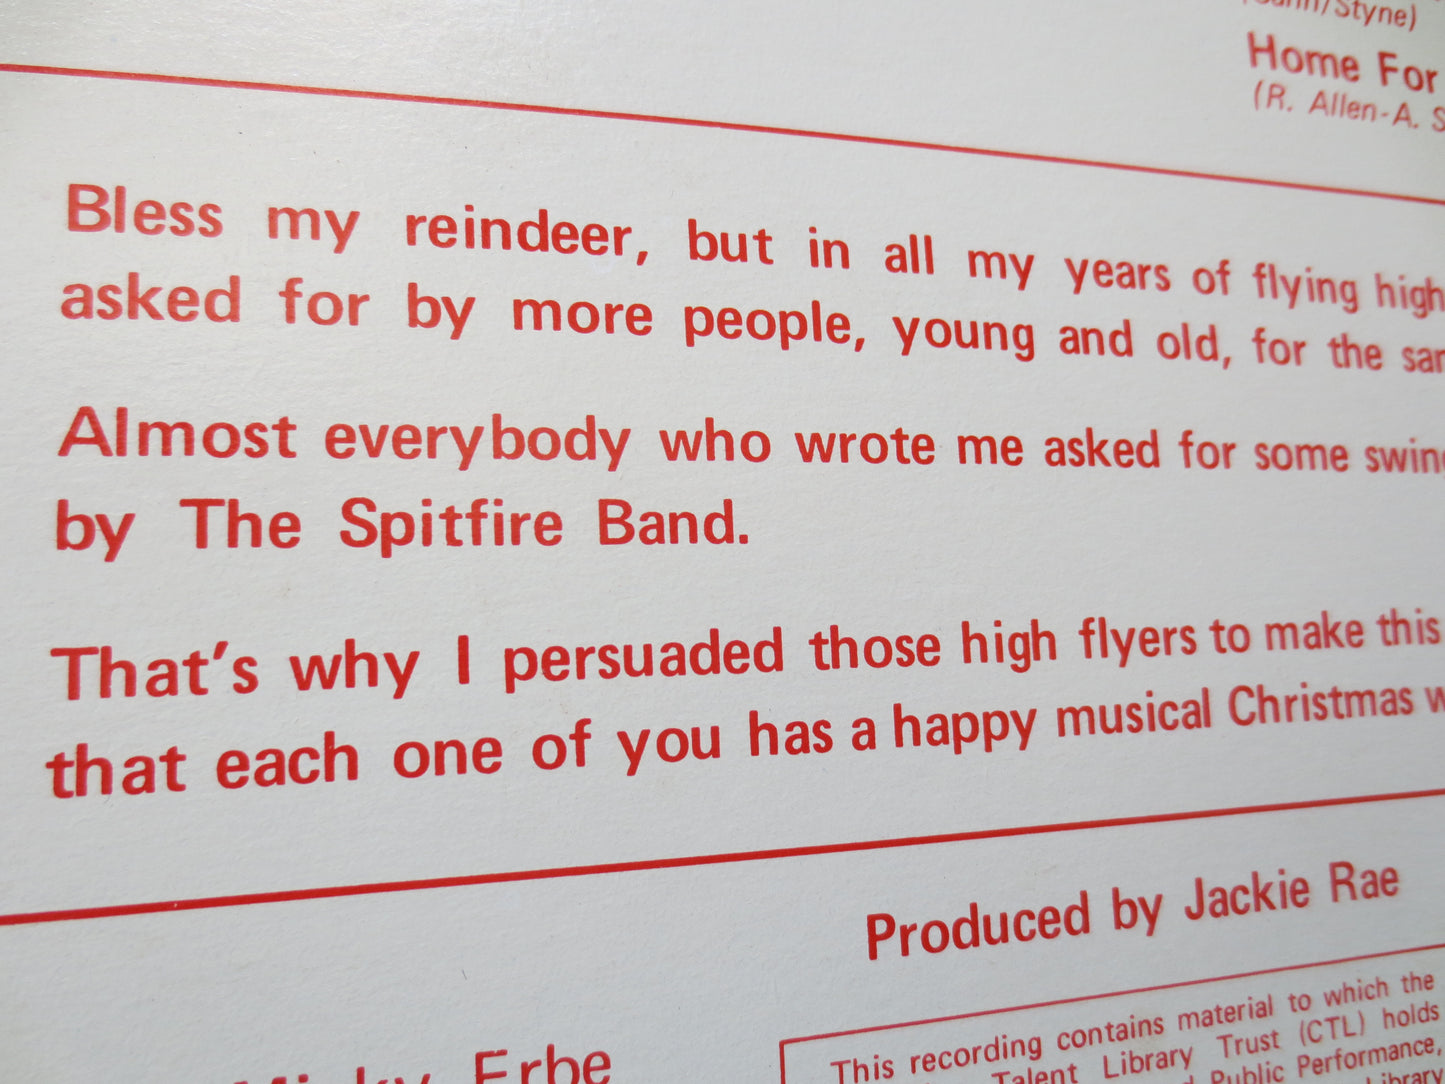 /Styne)
Home For
(R. Allen-A. S
Bless my reindeer, but in all my years of flying high
asked for by more people, young and old, for the
Almost everybody who wrote me asked for some
by The Spitfire Band.
That's why I persuaded those high flyers to make this
that each one of you has a happy musical Christmas
Produced by Jackie Rae
This recording contains material to which the
Talent Library Trust (CTL) holds
Public Performance,
Library
Micky Erbe